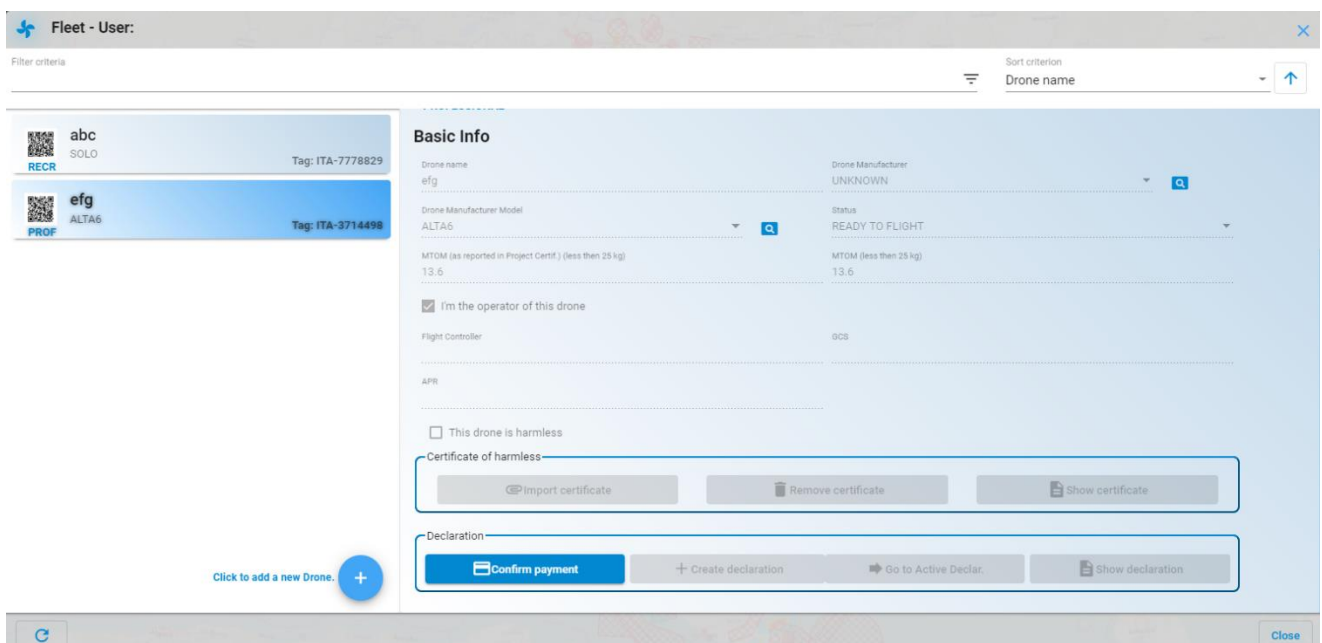 Fleet - User:
Filter criteria
Sort criterion
Drone name
abc
SOLO
RECR
Tag: ITA-7778829
efg
ALTA6
PROF
Tag: ITA-3714498
Click to add a new Drone.
Basic Info
Drone name
efg
Drone Manufacturer
UNKNOWN
Drone Manufacturer Model
ALTA6
Status
READY TO FLIGHT
MTOM (as reported in Project Certif.) (less then 25 kg)
13.6
MTOM (less then 25 kg)
13.6
I'm the operator of this drone
Flight Controller
GCS
APR
This drone is harmless
Certificate of harmless
Import certificate
Remove certificate
Show certificate
Declaration
Confirm payment
Create declaration
Go to Active Declar.
Show declaration
Close